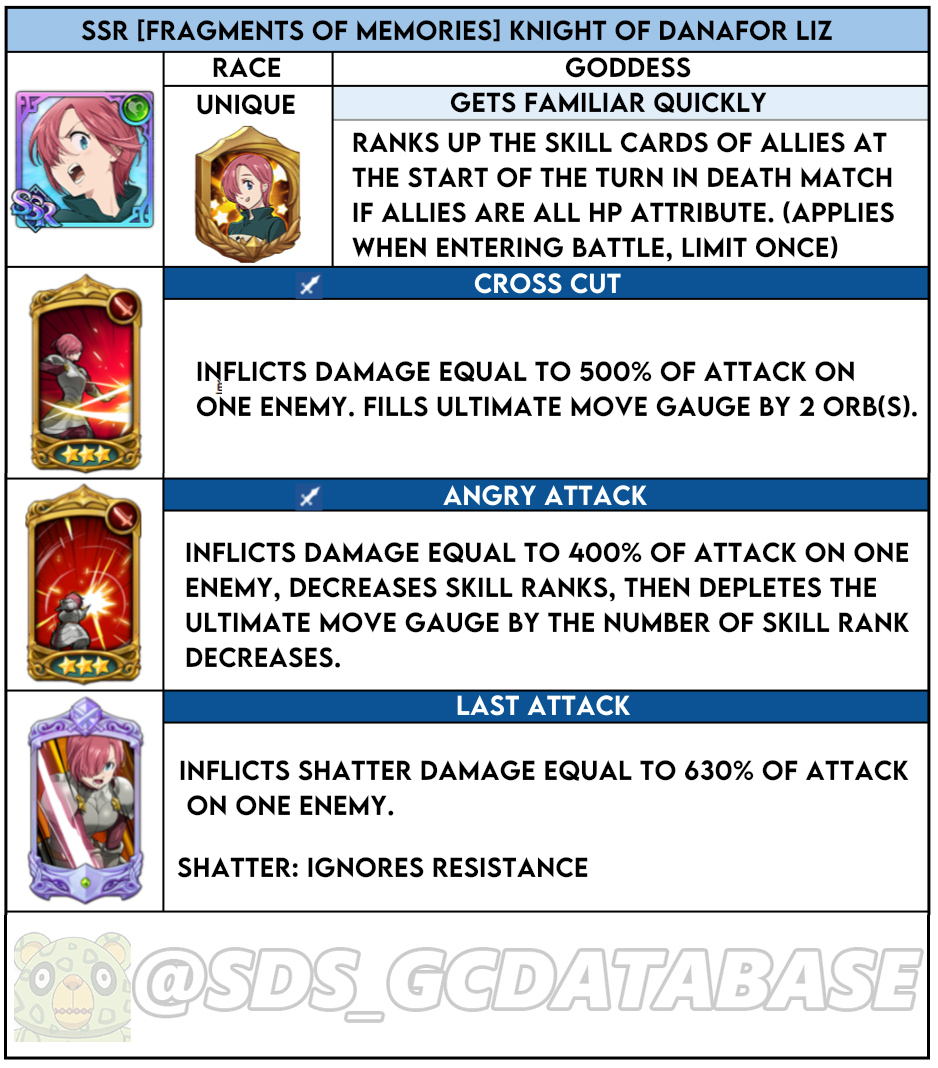 SSR [FRAGMENTS OF MEMORIES] KNIGHT OF DANAFOR LIZ
RACE
GODDESS
SSR
UNIQUE
GETS FAMILIAR QUICKLY
RANKS UP THE SKILL CARDS OF ALLIES AT
THE START OF THE TURN IN DEATH MATCH
IF ALLIES ARE ALL HP ATTRIBUTE. (APPLIES
WHEN ENTERING BATTLE, LIMIT ONCE)
CROSS CUT
INFLICTS DAMAGE EQUAL TO 500% OF ATTACK ON
ONE ENEMY. FILLS ULTIMATE MOVE GAUGE BY 2 ORB(S).
ANGRY ATTACK
INFLICTS DAMAGE EQUAL TO 400% OF ATTACK ON ONE
ENEMY, DECREASES SKILL RANKS, THEN DEPLETES THE
ULTIMATE MOVE GAUGE BY THE NUMBER OF SKILL RANK
DECREASES.
LAST ATTACK
INFLICTS SHATTER DAMAGE EQUAL TO 630% OF ATTACK
ON ONE ENEMY.
SHATTER: IGNORES RESISTANCE
@SDS_GCDATABASE